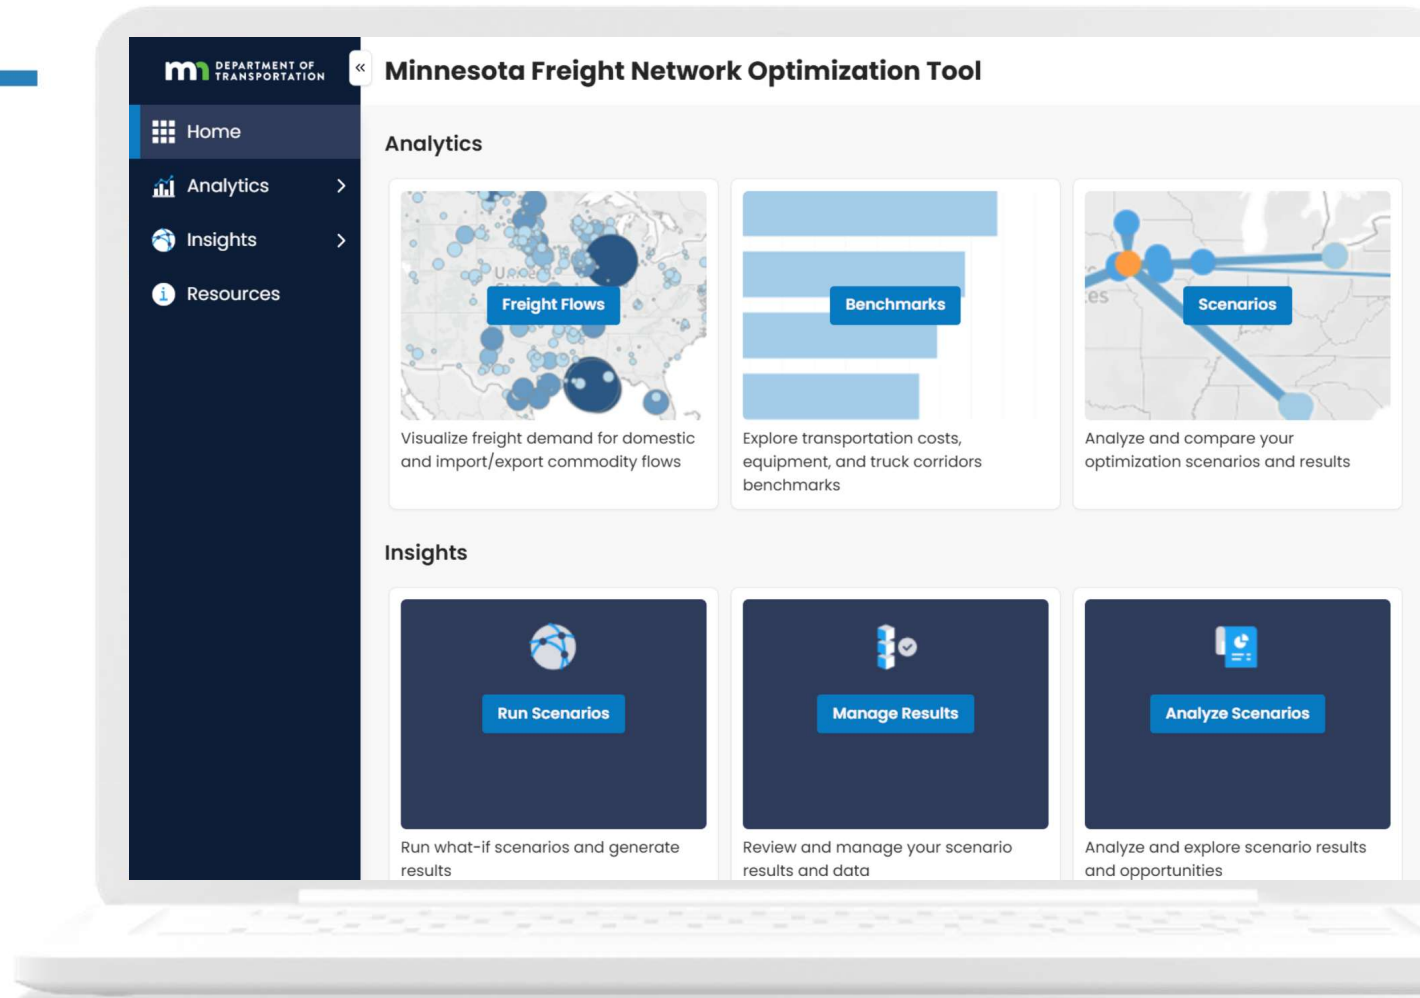 mn DEPARTMENT OF
TRANSPORTATION
«
Minnesota Freight Network Optimization Tool
Home
Analytics
Insights
Resources
Analytics
Freight Flows
Visualize freight demand for domestic
and import/export commodity flows
Benchmarks
Explore transportation costs,
equipment, and truck corridors
benchmarks
Scenarios
Analyze and compare your
optimization scenarios and results
Insights
Run Scenarios
Run what-if scenarios and generate
results
Manage Results
Review and manage your scenario
results and data
Analyze Scenarios
Analyze and explore scenario results
and opportunities